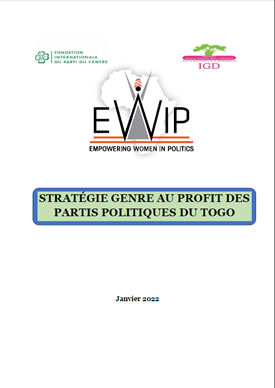 FONDATION
INTERNATIONALE
DU PARTI DU CENTRE
IGD
EWIP
EMPOWERING WOMEN IN POLITICS
STRATÉGIE GENRE AU PROFIT DES
PARTIS POLITIQUES DU TOGO
Janvier 2022